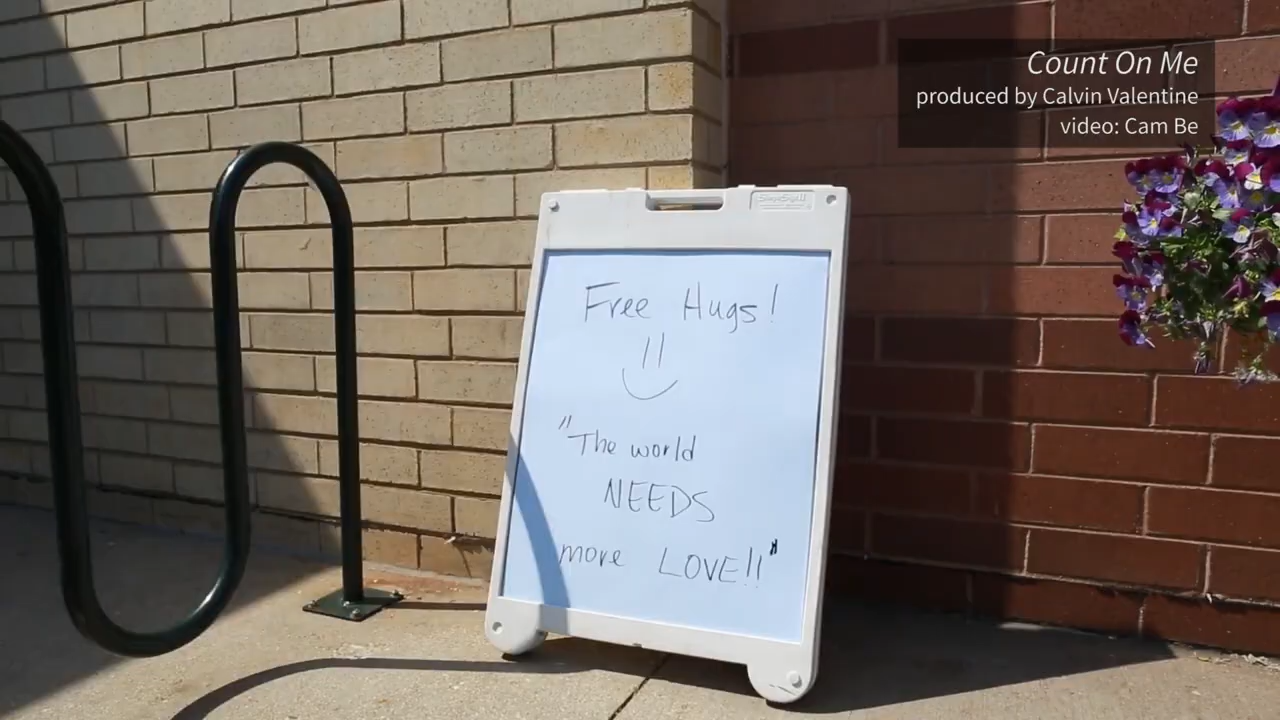 Count On Me
produced by Calvin Valentine
video: Cam Be
Free Hugs!
"The world
NEEDS
more LOVE!!"